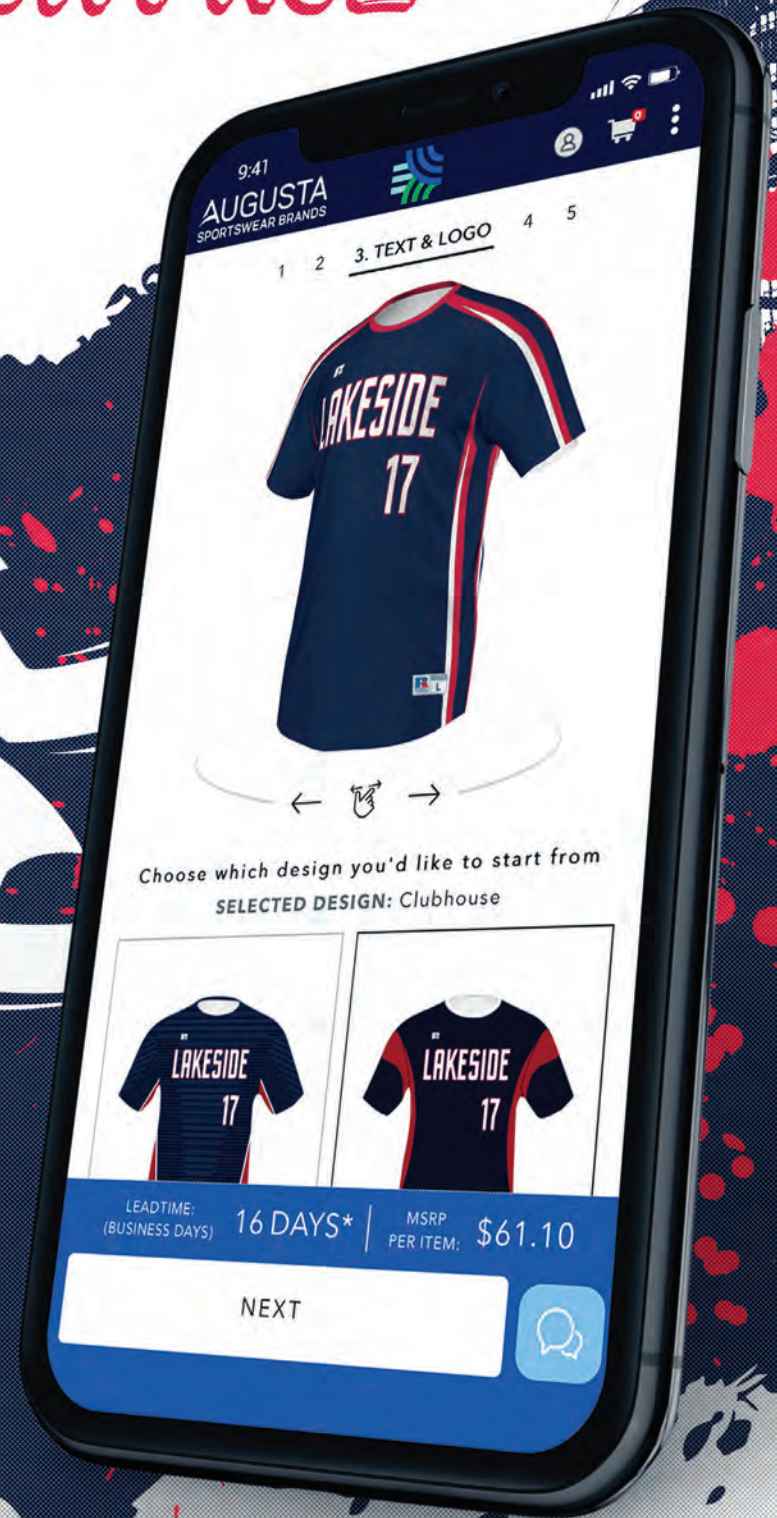 9:41
AUGUSTA
SPORTSWEAR BRANDS
0
1 2 3. TEXT & LOGO 4 5
LAKESIDE
17
R L
Choose which design you'd like to start from
SELECTED DESIGN: Clubhouse
LAKESIDE
17
LAKESIDE
17
LEADTIME:
(BUSINESS DAYS) 16 DAYS* | MSRP
PER ITEM: $61.10
NEXT